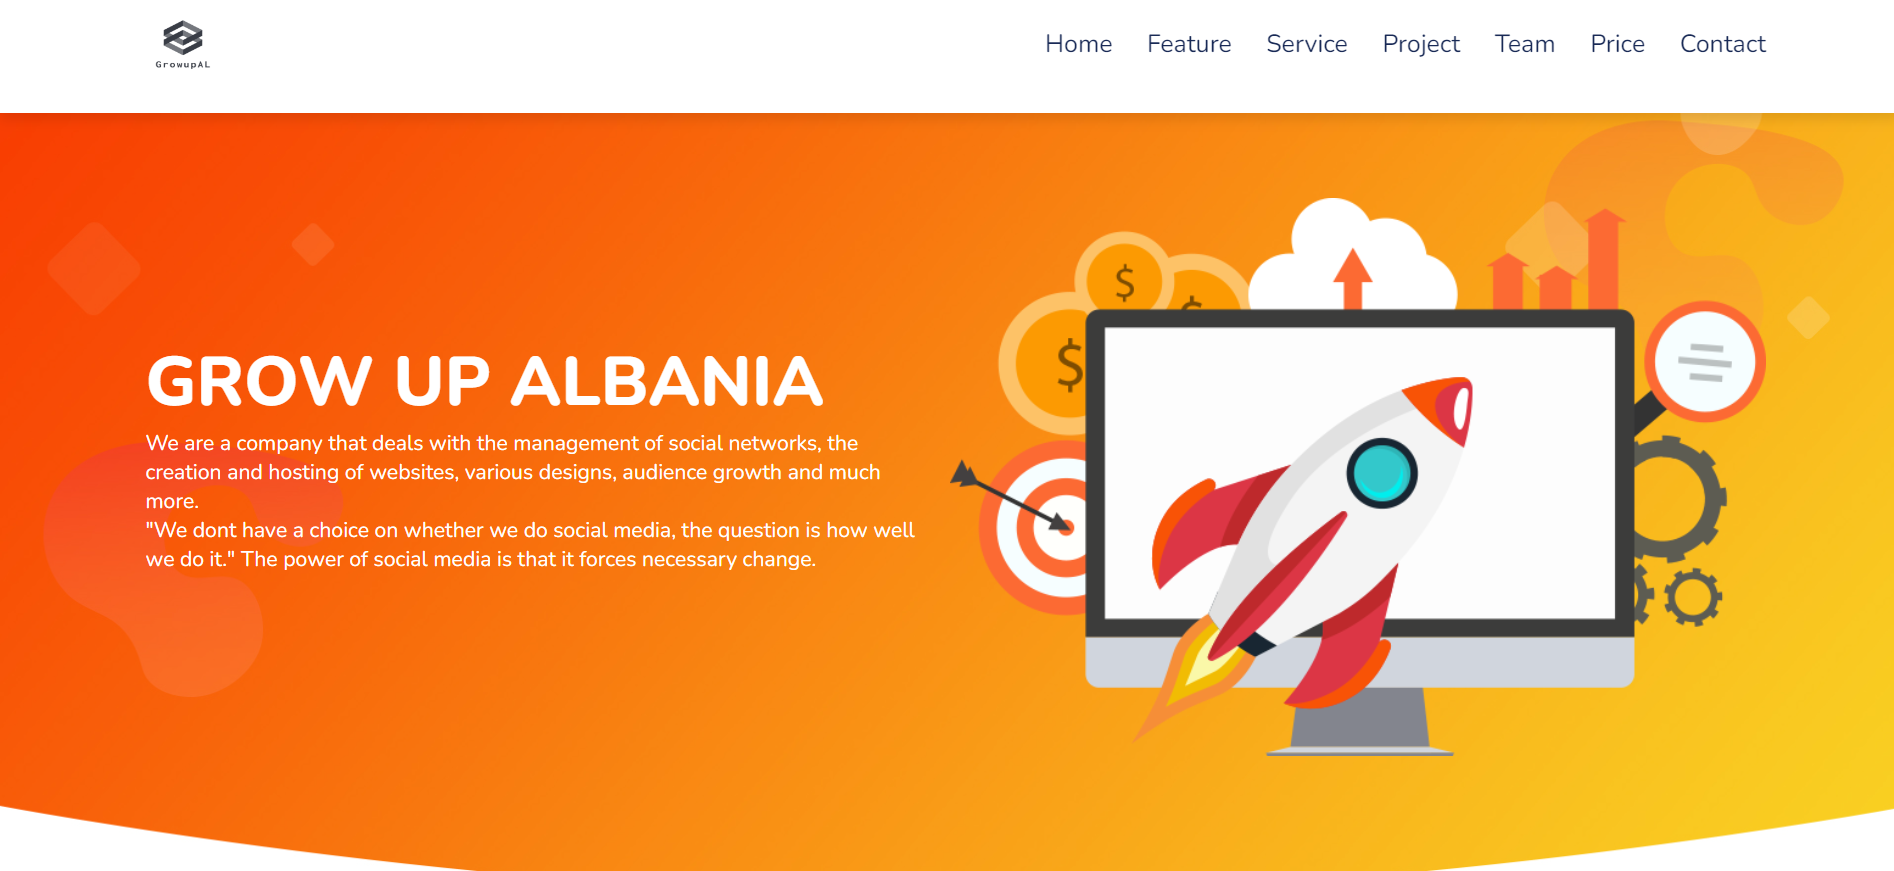 GrowupAL
Home Feature Service Project Team Price Contact
GROW UP ALBANIA
We are a company that deals with the management of social networks, the
creation and hosting of websites, various designs, audience growth and much
more.
"We dont have a choice on whether we do social media, the question is how well
we do it." The power of social media is that it forces necessary change.
$
$
$